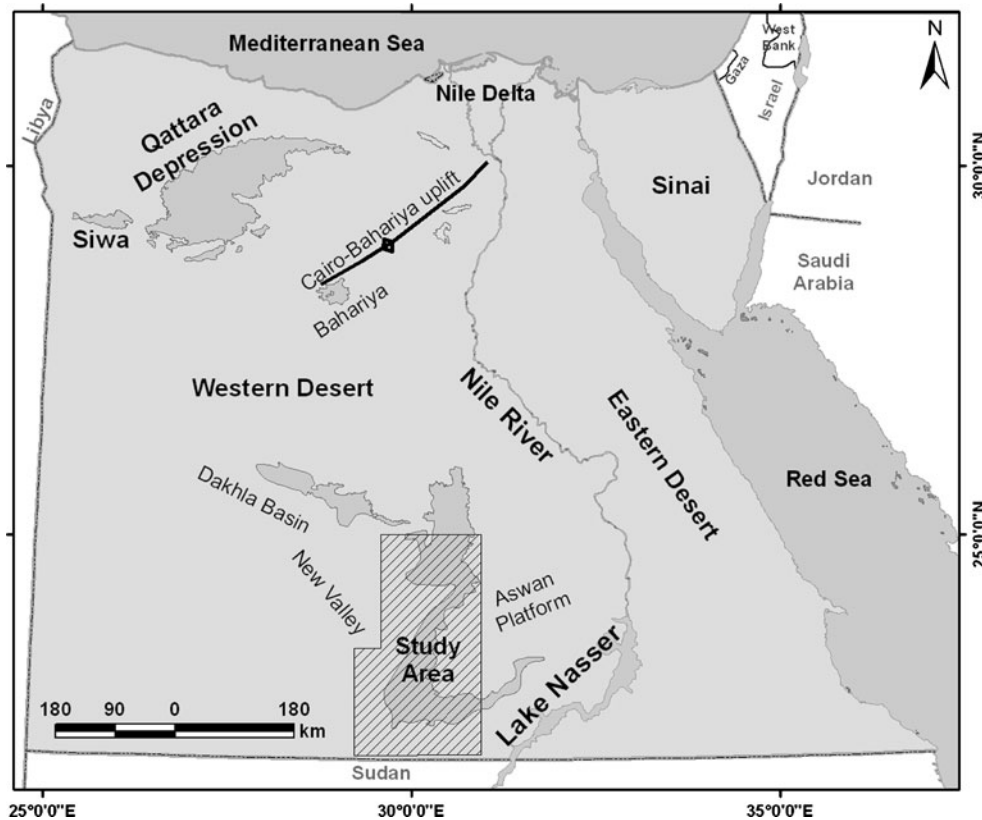 Mediterranean Sea
N
West
Bank
Gaza
Israel
Nile Delta
Libya
Qattara
Depression
30°0'0"N
Sinai
Jordan
Siwa
Cairo-Bahariya uplift
Saudi
Arabia
Bahariya
Western Desert
Nile River
Eastern Desert
Red Sea
Dakhla Basin
25°0'0"N
New Valley
Aswan
Platform
Study
Area
Lake Nasser
180 90 0 180
km
Sudan
25°0'0"E 30°0'0"E 35°0'0"E